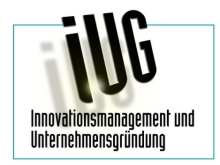 iUG
Innovationsmanagement und
Unternehmensgründung